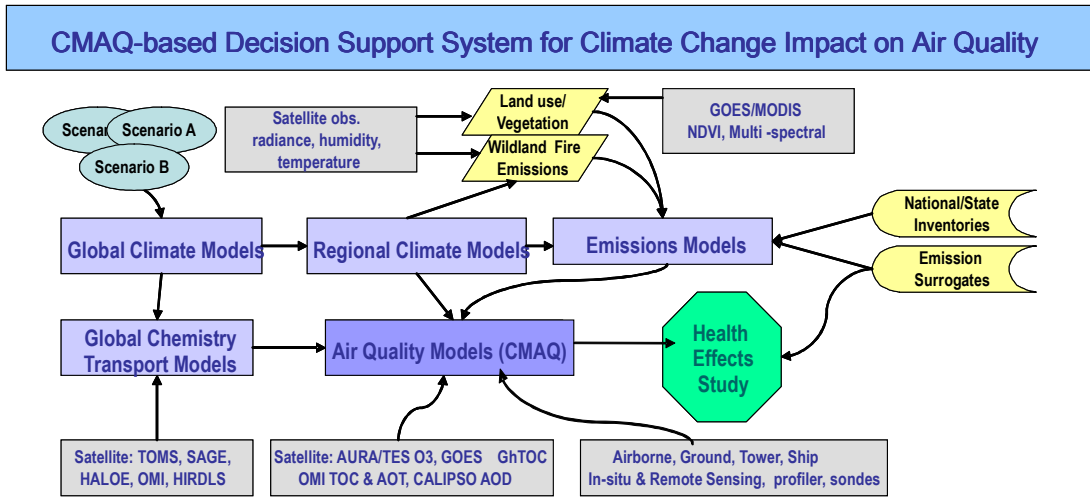 CMAQ-based Decision Support System for Climate Change Impact on Air Quality
Scenari
Scenario A
Scenario B
Satellite obs.
radiance, humidity,
temperature
Land use/
Vegetation
Wildland Fire
Emissions
GOES/MODIS
NDVI, Multi -spectral
National/State
Inventories
Emission
Surrogates
Global Climate Models
Regional Climate Models
Emissions Models
Global Chemistry
Transport Models
Air Quality Models (CMAQ)
Health
Effects
Study
Satellite: TOMS, SAGE,
HALOE, OMI, HIRDLS
Satellite: AURA/TES O3, GOES GhTOC
OMI TOC & AOT, CALIPSO AOD
Airborne, Ground, Tower, Ship
In-situ & Remote Sensing, profiler, sondes